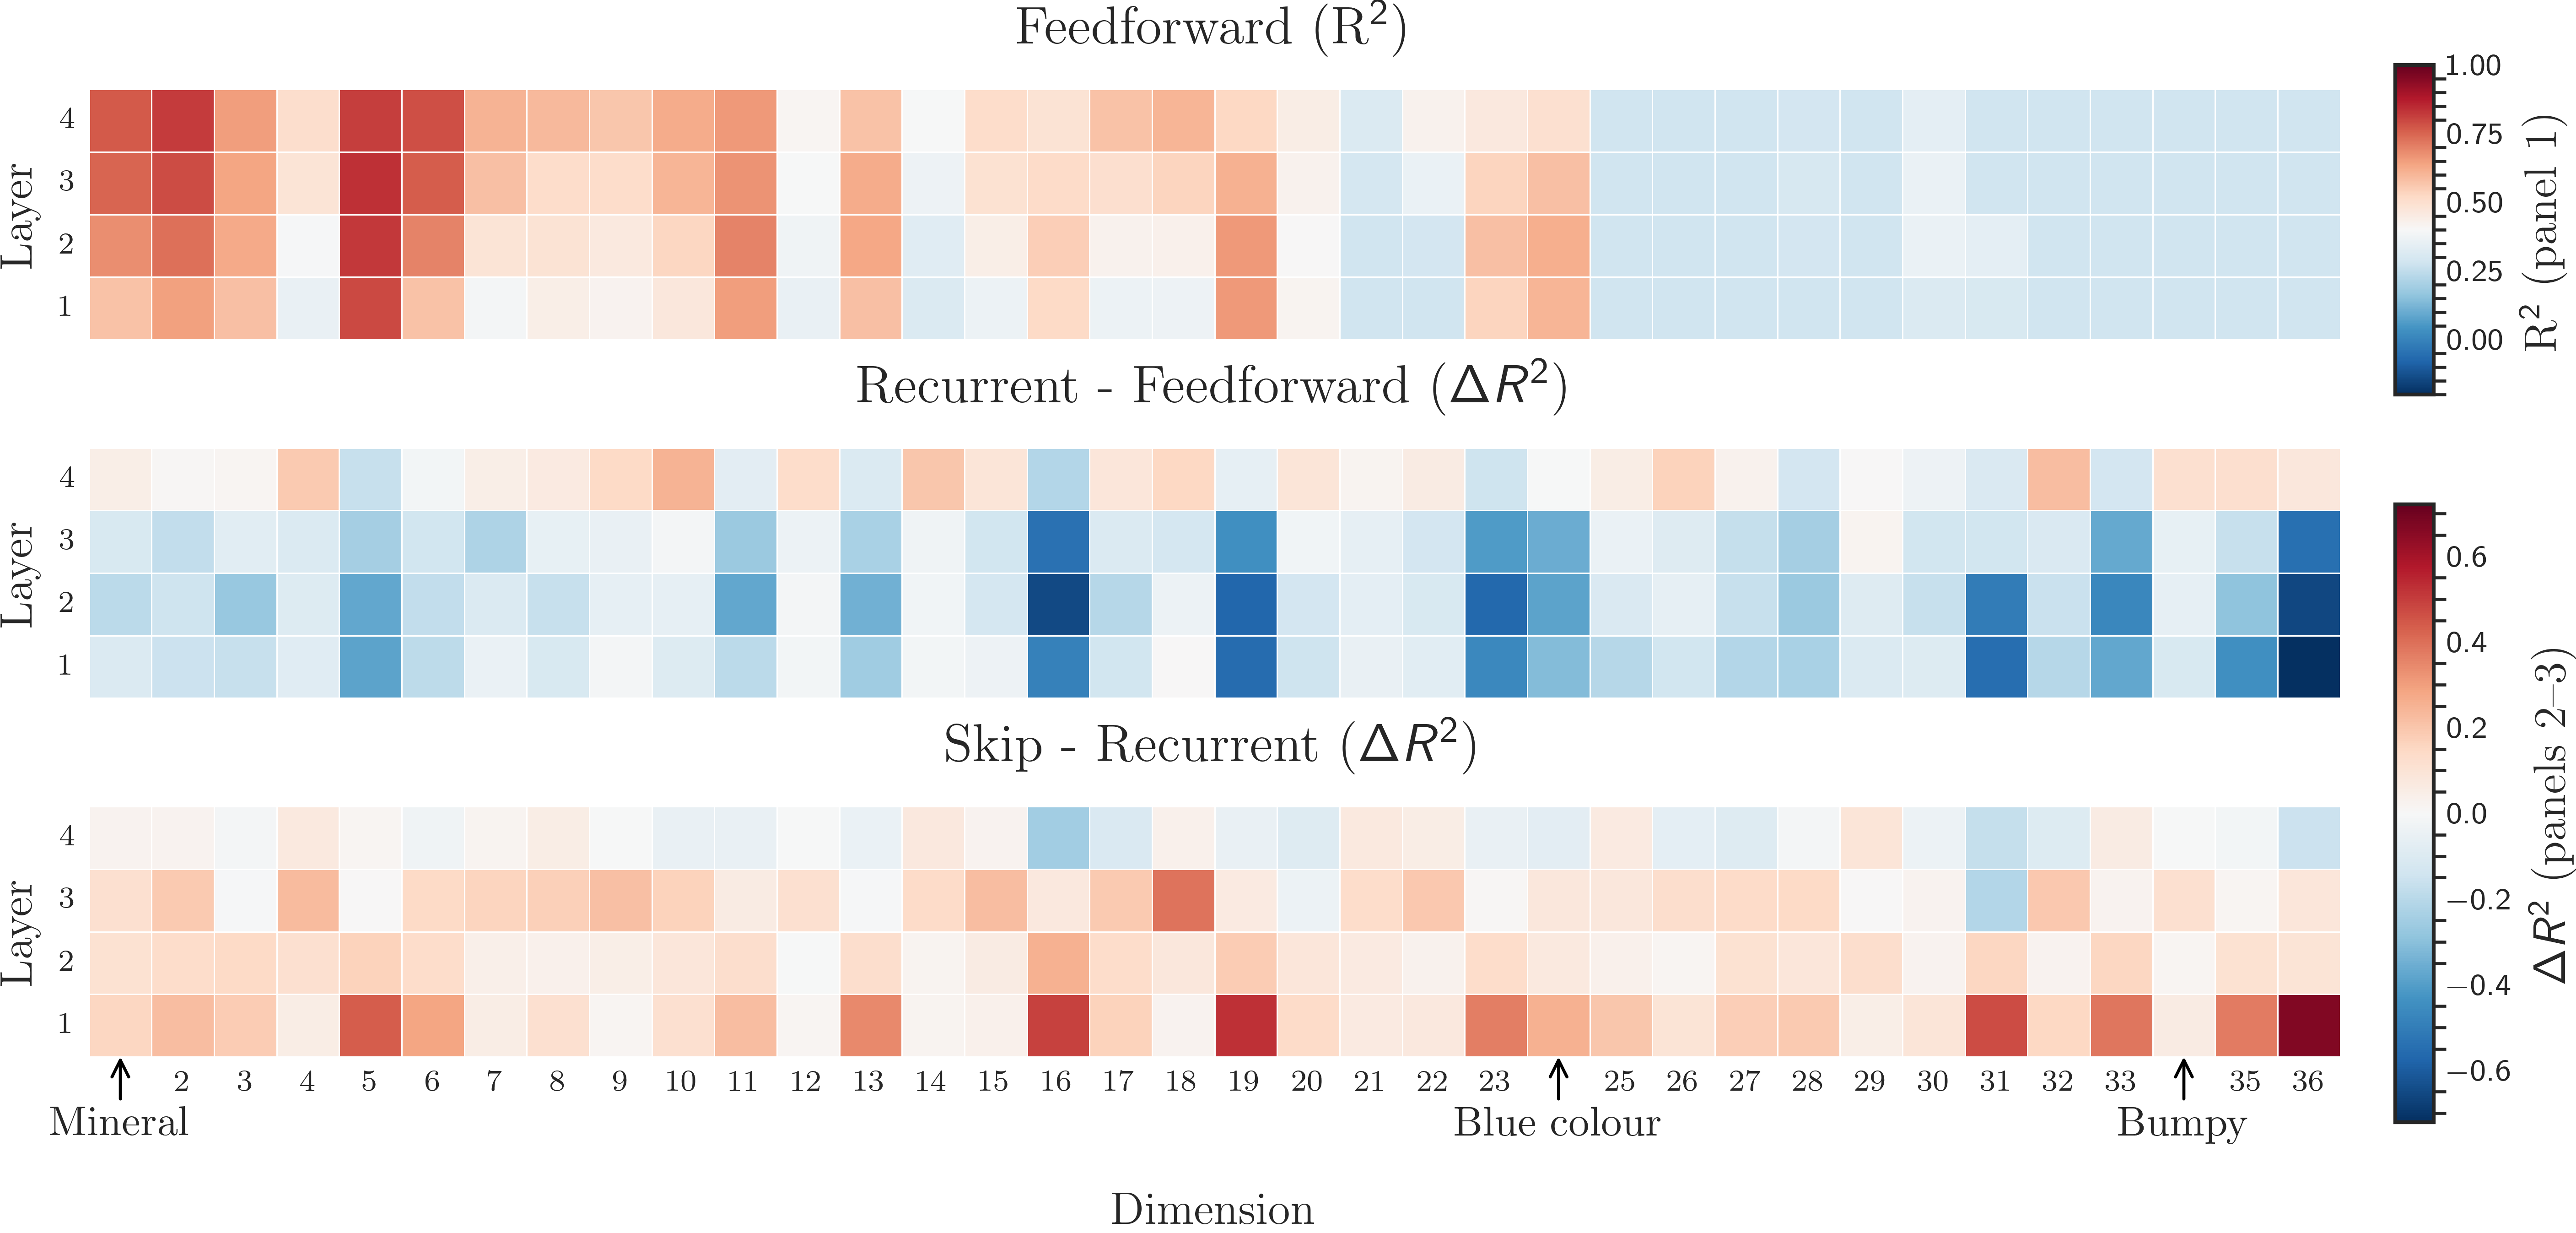 Feedforward (R²)
Layer
4
3
2
1
1.00
0.75
0.50
0.25
0.00
R² (panel 1)
Recurrent - Feedforward (ΔR²)
Layer
4
3
2
1
Skip - Recurrent (ΔR²)
Layer
4
3
2
1
0.6
0.4
0.2
0.0
−0.2
−0.4
−0.6
ΔR² (panels 2–3)
2 3 4 5 6 7 8 9 10 11 12 13 14 15 16 17 18 19 20 21 22 23 25 26 27 28 29 30 31 32 33 35 36
Mineral Blue colour Bumpy
Dimension